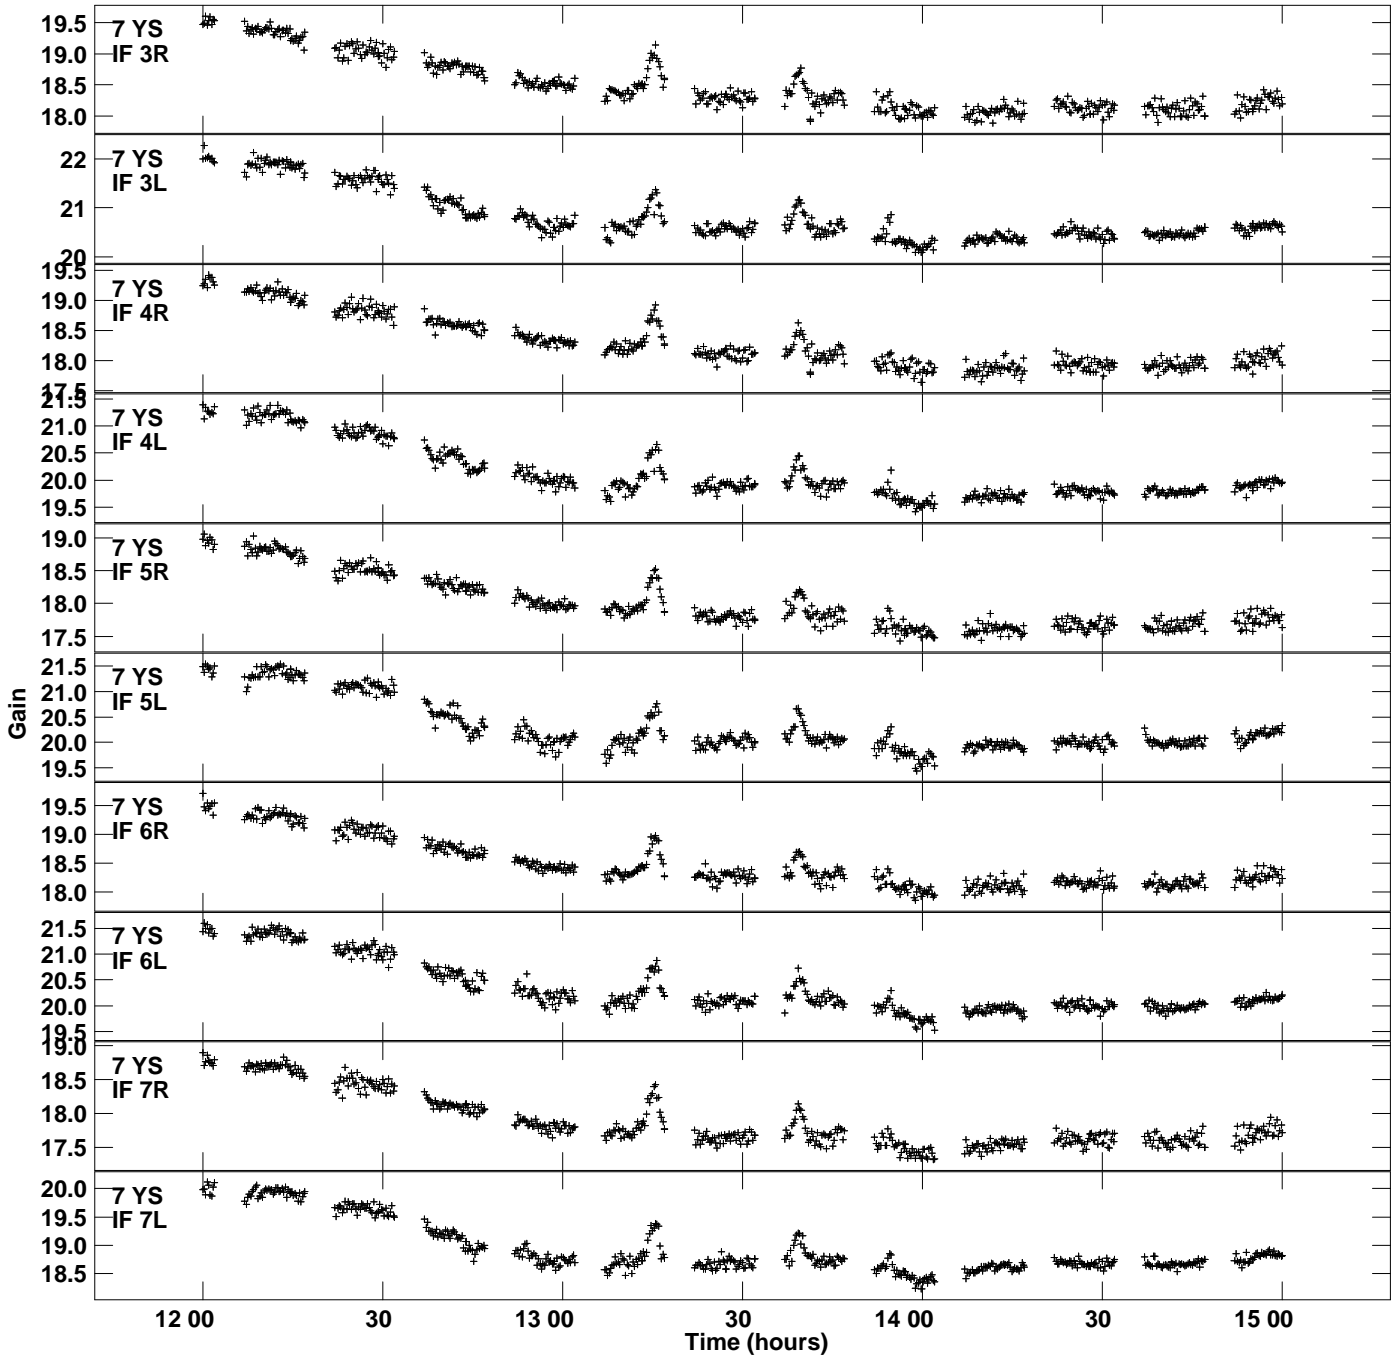 19.5
19.0
18.5
18.0
7 YS
IF 3R
22
21
20
7 YS
IF 3L
19.5
19.0
18.5
18.0
17.5
7 YS
IF 4R
21.5
21.0
20.5
20.0
19.5
7 YS
IF 4L
19.0
18.5
18.0
17.5
7 YS
IF 5R
21.5
21.0
20.5
20.0
19.5
7 YS
IF 5L
Gain
19.5
19.0
18.5
18.0
7 YS
IF 6R
21.5
21.0
20.5
20.0
19.5
7 YS
IF 6L
19.0
18.5
18.0
17.5
7 YS
IF 7R
20.0
19.5
19.0
18.5
7 YS
IF 7L
12 00 30 13 00 30 14 00 30 15 00
Time (hours)